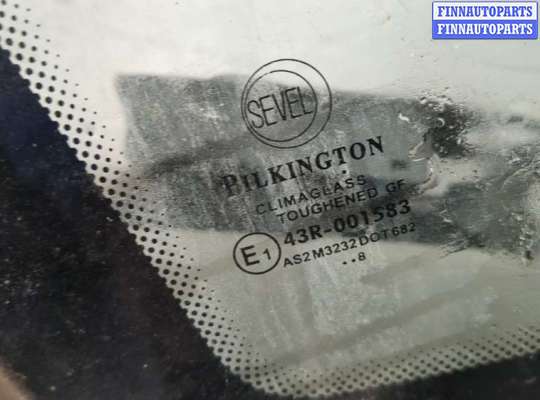 FINNAUTOPARTS
FINNAUTOPARTS
SEVEL
PILKINGTON
CLIMAGLASS
TOUGHENED GF
E1 43R-001583
AS2M3232DOT682
..8